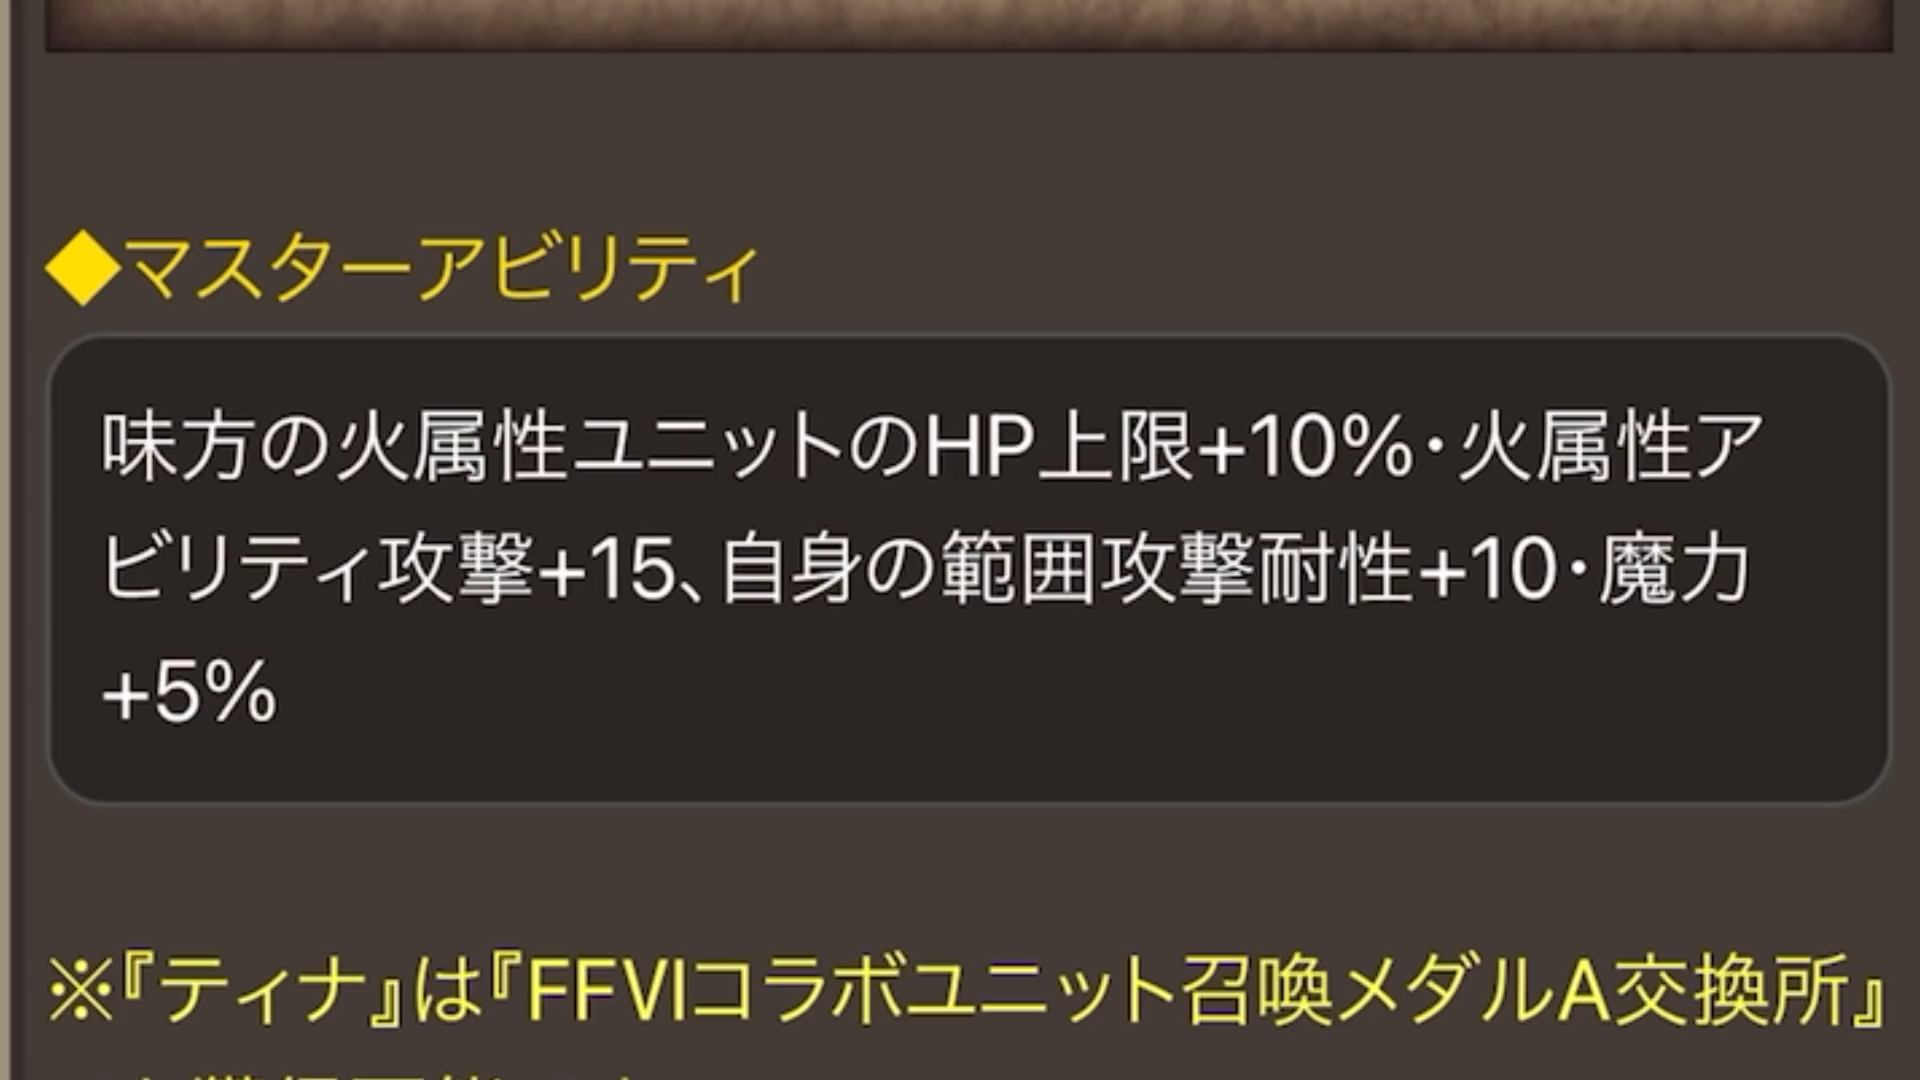 ◆マスターアビリティ
味方の火属性ユニットのHP上限+10%・火属性ア
ビリティ攻撃+15、自身の範囲攻撃耐性+10・魔力
+5%
※『ティナ』は『FFVIコラボユニット召喚メダルA交換所』